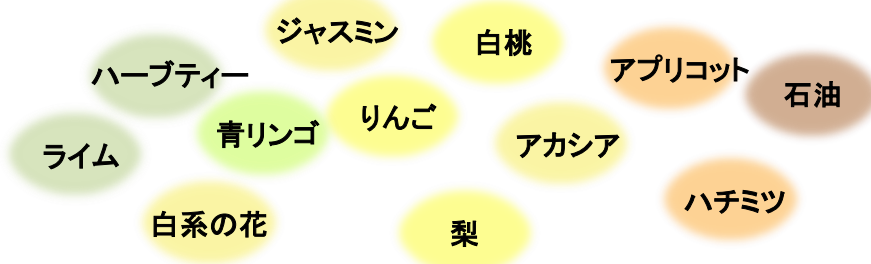 ジャスミン
白桃
ハーブティー
アプリコット
石油
りんご
青リンゴ
アカシア
ライム
ハチミツ
白系の花
梨